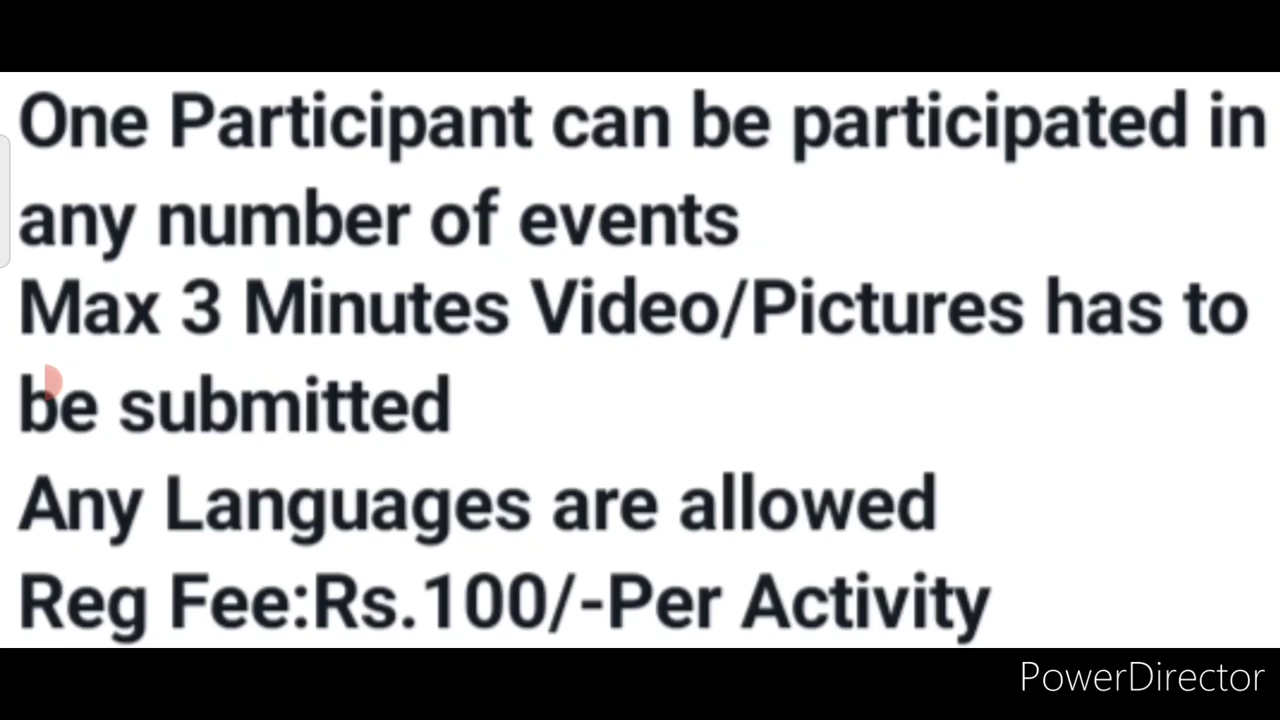 One Participant can be participated in
any number of events
Max 3 Minutes Video/Pictures has to
be submitted
Any Languages are allowed
Reg Fee:Rs.100/-Per Activity
PowerDirector